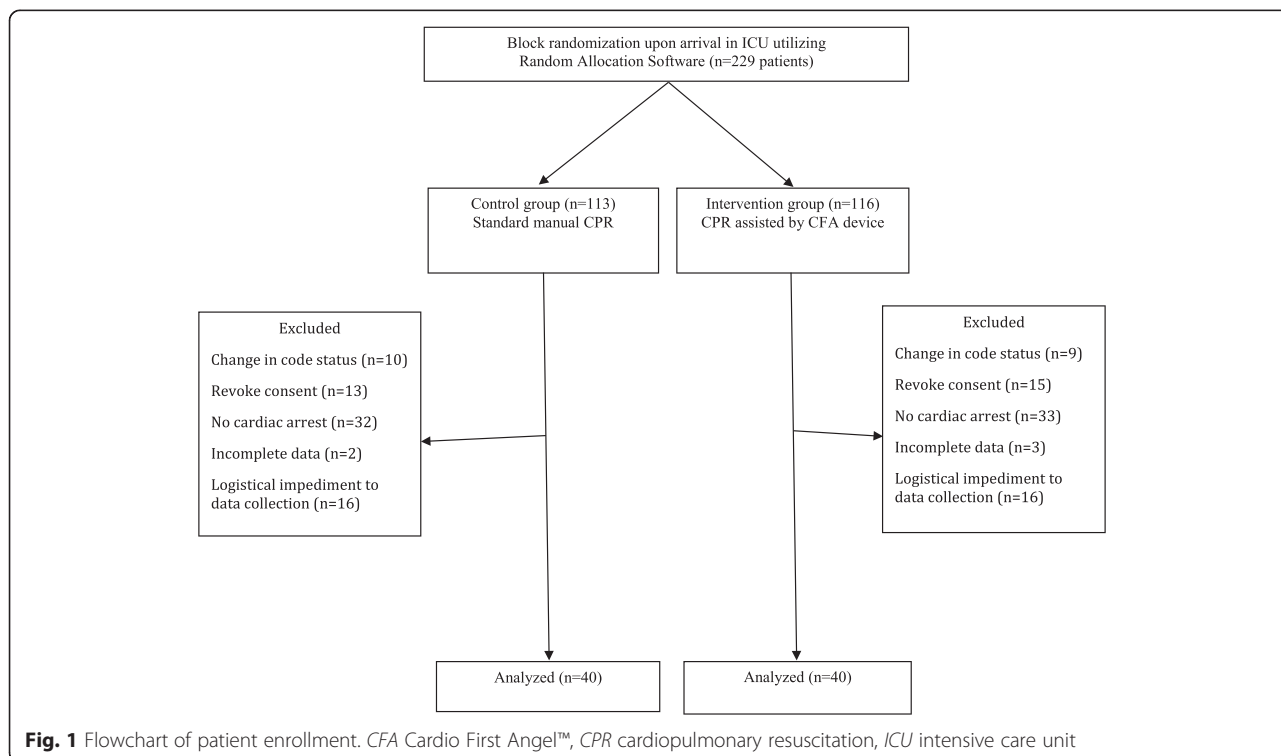 Block randomization upon arrival in ICU utilizing
Random Allocation Software (n=229 patients)
Control group (n=113)
Standard manual CPR
Intervention group (n=116)
CPR assisted by CFA device
Excluded
Change in code status (n=10)
Revoke consent (n=13)
No cardiac arrest (n=32)
Incomplete data (n=2)
Logistical impediment to
data collection (n=16)
Excluded
Change in code status (n=9)
Revoke consent (n=15)
No cardiac arrest (n=33)
Incomplete data (n=3)
Logistical impediment to
data collection (n=16)
Analyzed (n=40)
Analyzed (n=40)
Fig. 1 Flowchart of patient enrollment. CFA Cardio First Angel™, CPR cardiopulmonary resuscitation, ICU intensive care unit